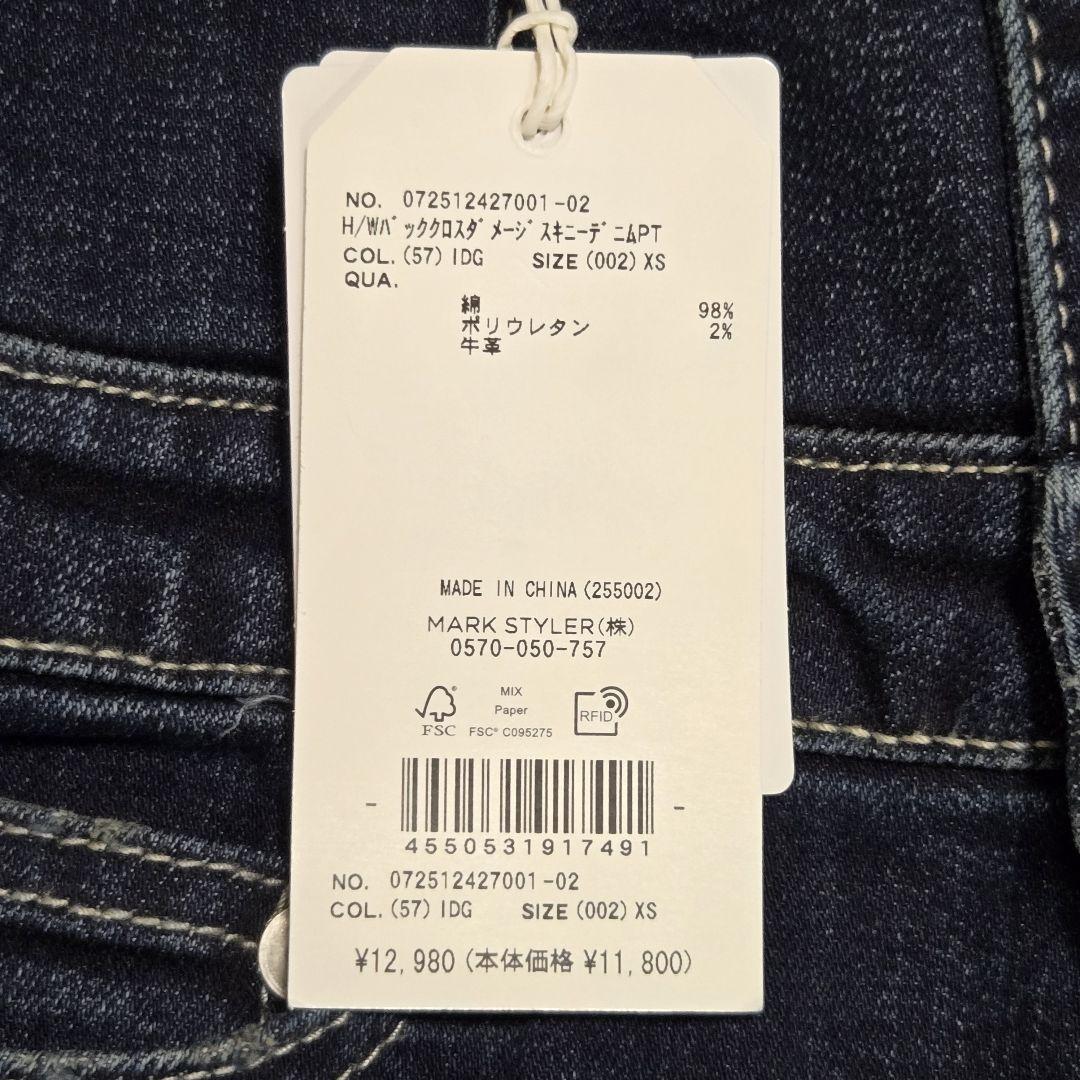 NO. 072512427001-02
H/WﾊﾞｯｸｸﾛｽﾀﾞﾒｰｼﾞｽｷﾆｰﾃﾞﾆﾑPT
COL.(57)IDG SIZE(002)XS
QUA.
綿 98%
ポリウレタン 2%
牛革
MADE IN CHINA(255002)
MARK STYLER(株)
0570-050-757
FSC®
MIX
Paper
FSC® C095275
RFID
- -
4550531917491
NO. 072512427001-02
COL.(57)IDG SIZE(002)XS
¥12,980(本体価格 ¥11,800)